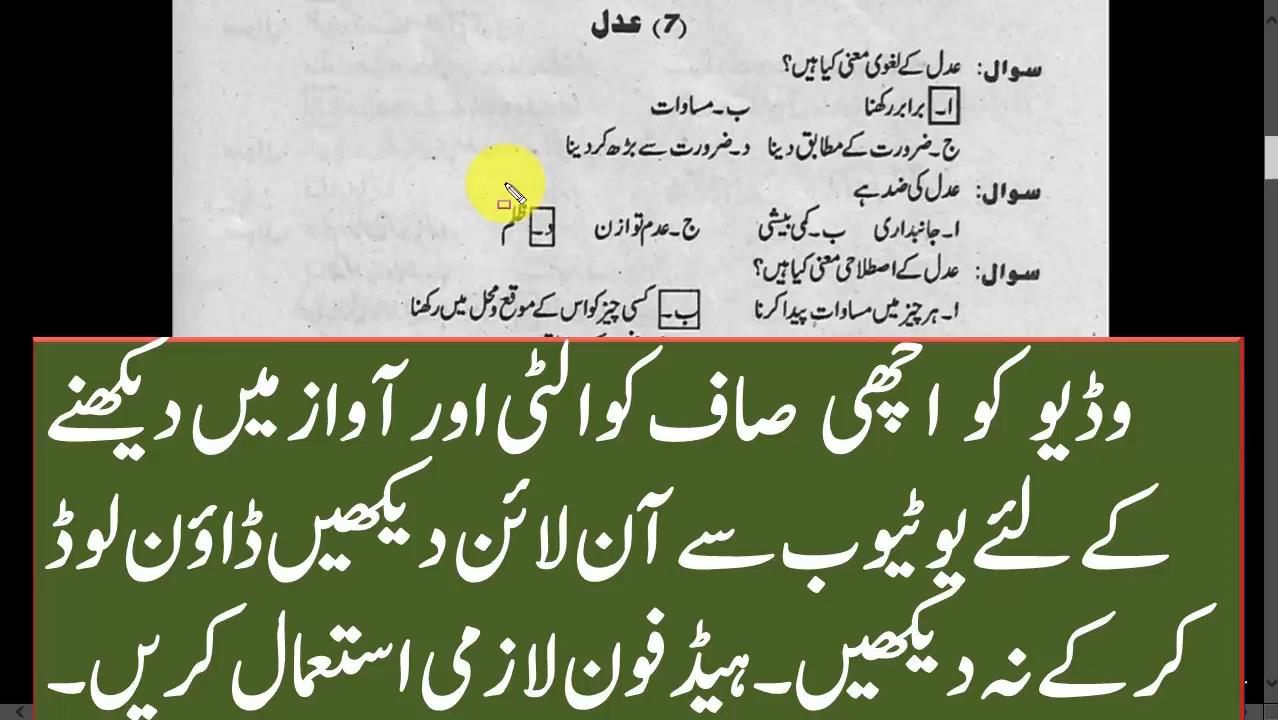 (7) عدل
سوال: عدل کے لغوی معنی کیا ہیں؟
ا۔ برابر رکھنا ب۔ مساوات
ج۔ ضرورت کے مطابق دینا د۔ ضرورت سے بڑھ کر دینا
سوال: عدل کی ضد ہے
ا۔ جانبداری ب۔ کمی بیشی ج۔ عدم توازن د۔ ظلم
سوال: عدل کے اصطلاحی معنی کیا ہیں؟
ا۔ ہر چیز میں مساوات پیدا کرنا ب۔ کسی چیز کو اس کے موقع و محل میں رکھنا
وڈیو کو اچھی صاف کوالٹی اور آواز میں دیکھنے
کے لئے یوٹیوب سے آن لائن دیکھیں ڈاؤن لوڈ
کر کے نہ دیکھیں۔ ہیڈ فون لازمی استعمال کریں۔